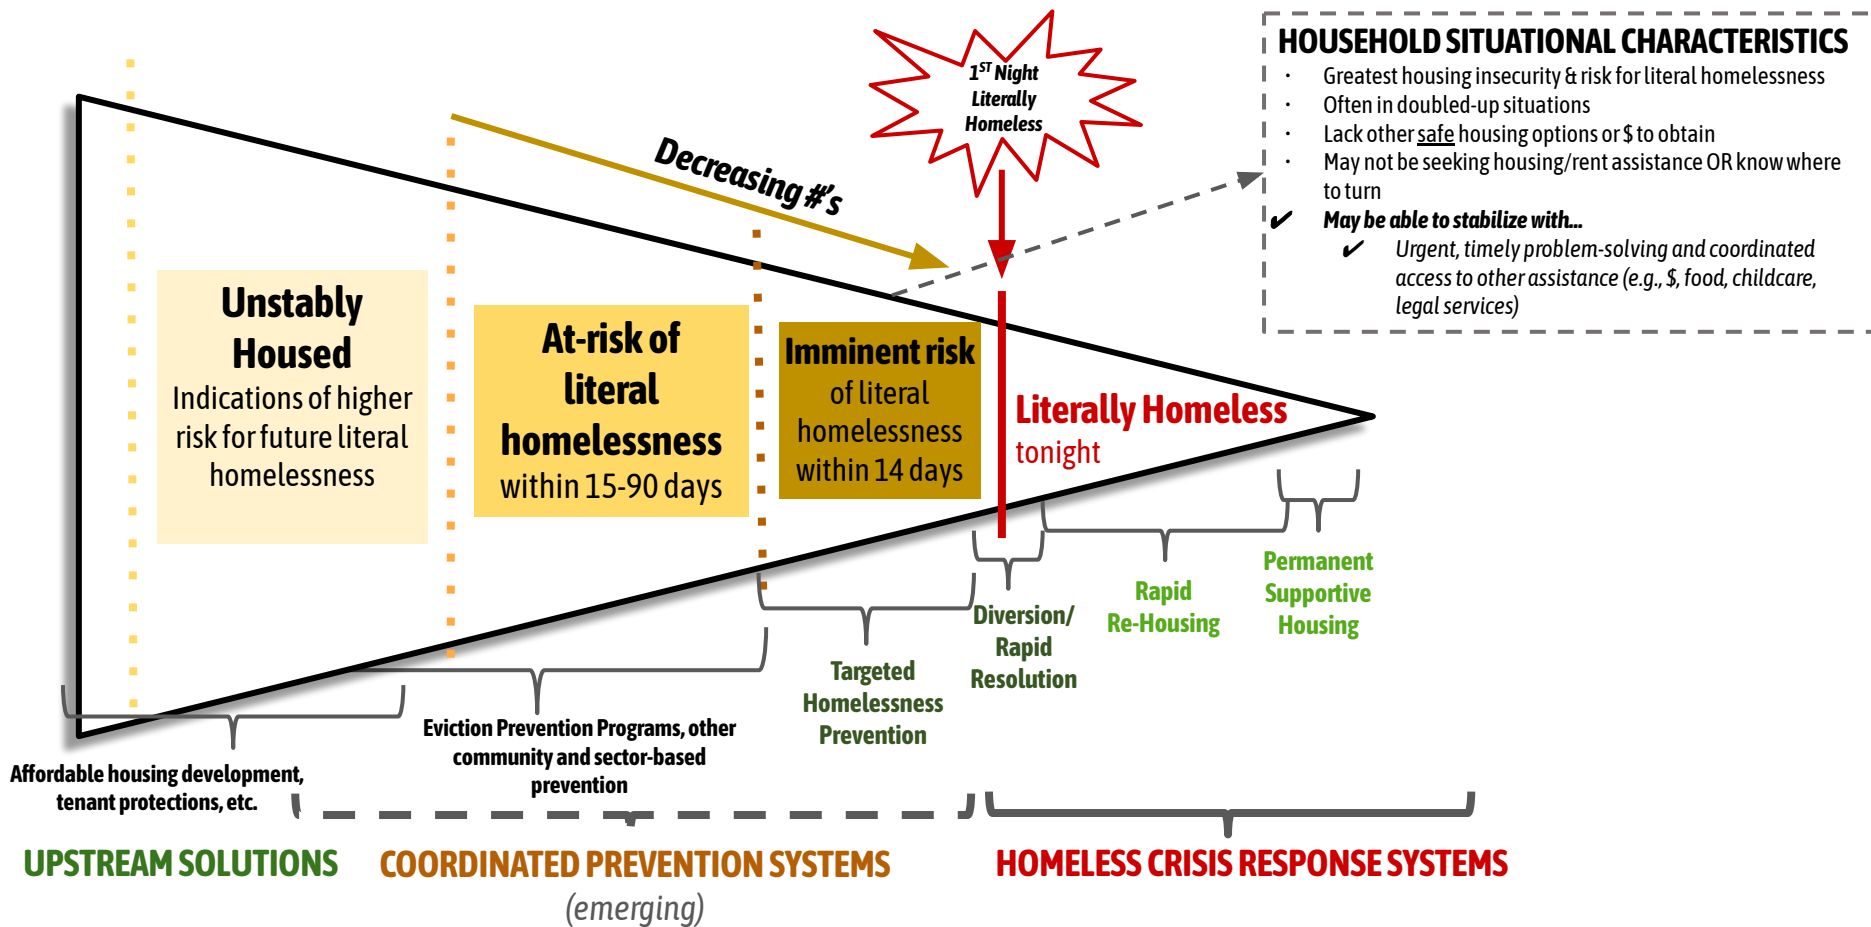 1ST Night
Literally
Homeless
HOUSEHOLD SITUATIONAL CHARACTERISTICS
· Greatest housing insecurity & risk for literal homelessness
· Often in doubled-up situations
· Lack other safe housing options or $ to obtain
· May not be seeking housing/rent assistance OR know where
to turn
✔ May be able to stabilize with...
✔ Urgent, timely problem-solving and coordinated
access to other assistance (e.g., $, food, childcare,
legal services)
Decreasing #'s
Unstably
Housed
Indications of higher
risk for future literal
homelessness
At-risk of
literal
homelessness
within 15-90 days
Imminent risk
of literal
homelessness
within 14 days
Literally Homeless
tonight
Affordable housing development,
tenant protections, etc.
Eviction Prevention Programs, other
community and sector-based
prevention
Targeted
Homelessness
Prevention
Diversion/
Rapid
Resolution
Rapid
Re-Housing
Permanent
Supportive
Housing
UPSTREAM SOLUTIONS
COORDINATED PREVENTION SYSTEMS
(emerging)
HOMELESS CRISIS RESPONSE SYSTEMS